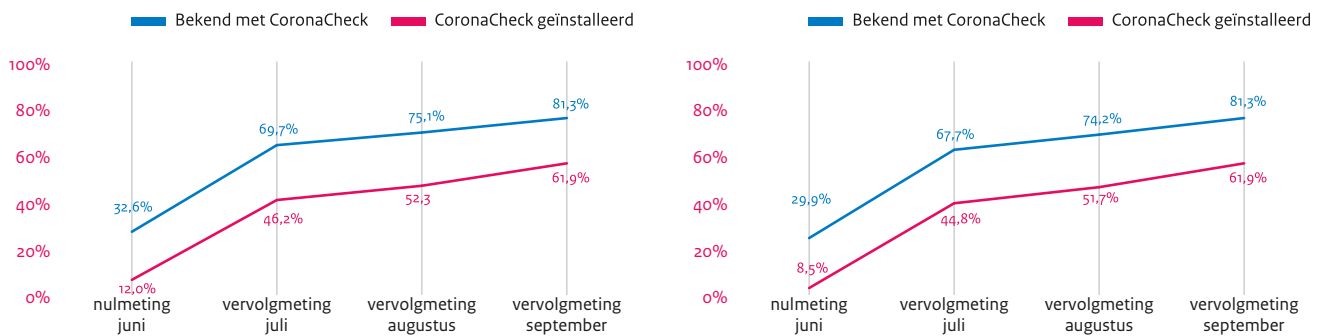 Bekend met CoronaCheck CoronaCheck geïnstalleerd
100%
80%
60%
40%
20%
0%
32,6%
69,7%
75,1%
81,3%
12,0%
46,2%
52,3
61,9%
nulmeting juni
vervolgmeting juli
vervolgmeting augustus
vervolgmeting september
Bekend met CoronaCheck CoronaCheck geïnstalleerd
100%
80%
60%
40%
20%
0%
29,9%
67,7%
74,2%
81,3%
8,5%
44,8%
51,7%
61,9%
nulmeting juni
vervolgmeting juli
vervolgmeting augustus
vervolgmeting september